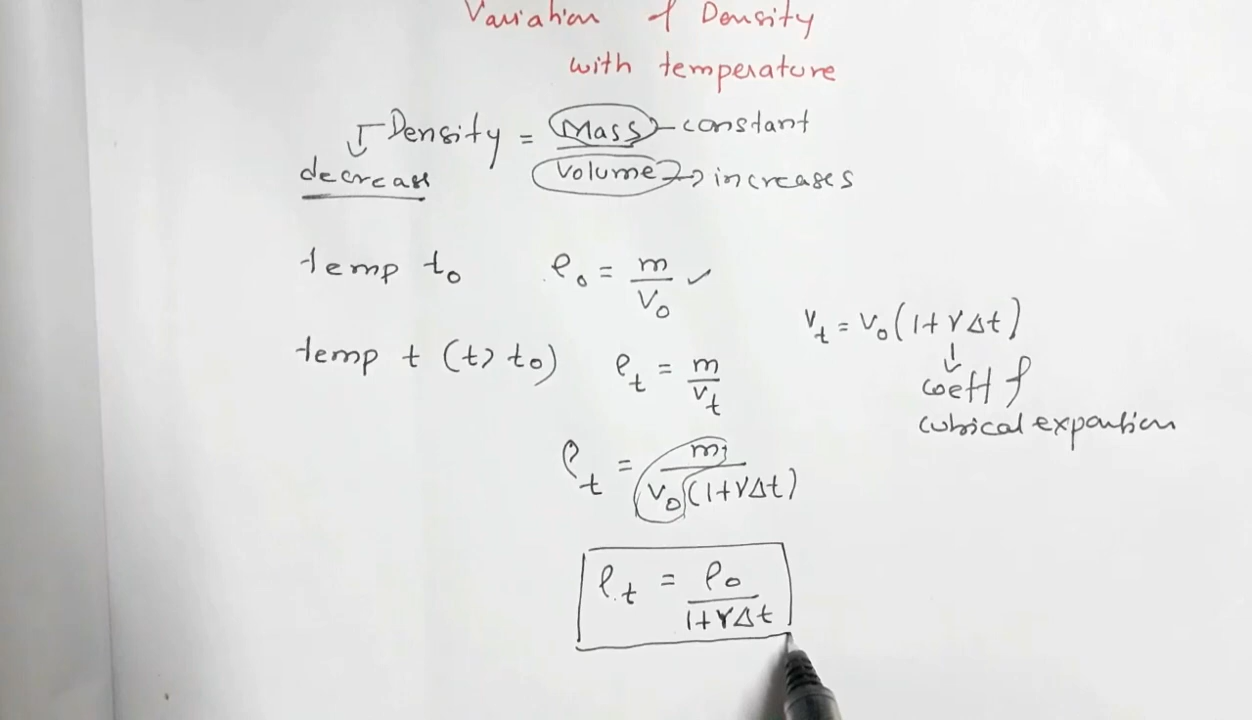 Variation of Density
with temperature
Density = Mass - constant
Volume → increases
decrease
temp t₀ ρ₀ = m/V₀ ✓
temp t (t > t₀) ρₜ = m/Vₜ
Vₜ = V₀(1+γΔt)
coeff of
cubical expantion
ρₜ = m/V₀(1+γΔt)
ρₜ = ρ₀/1+γΔt